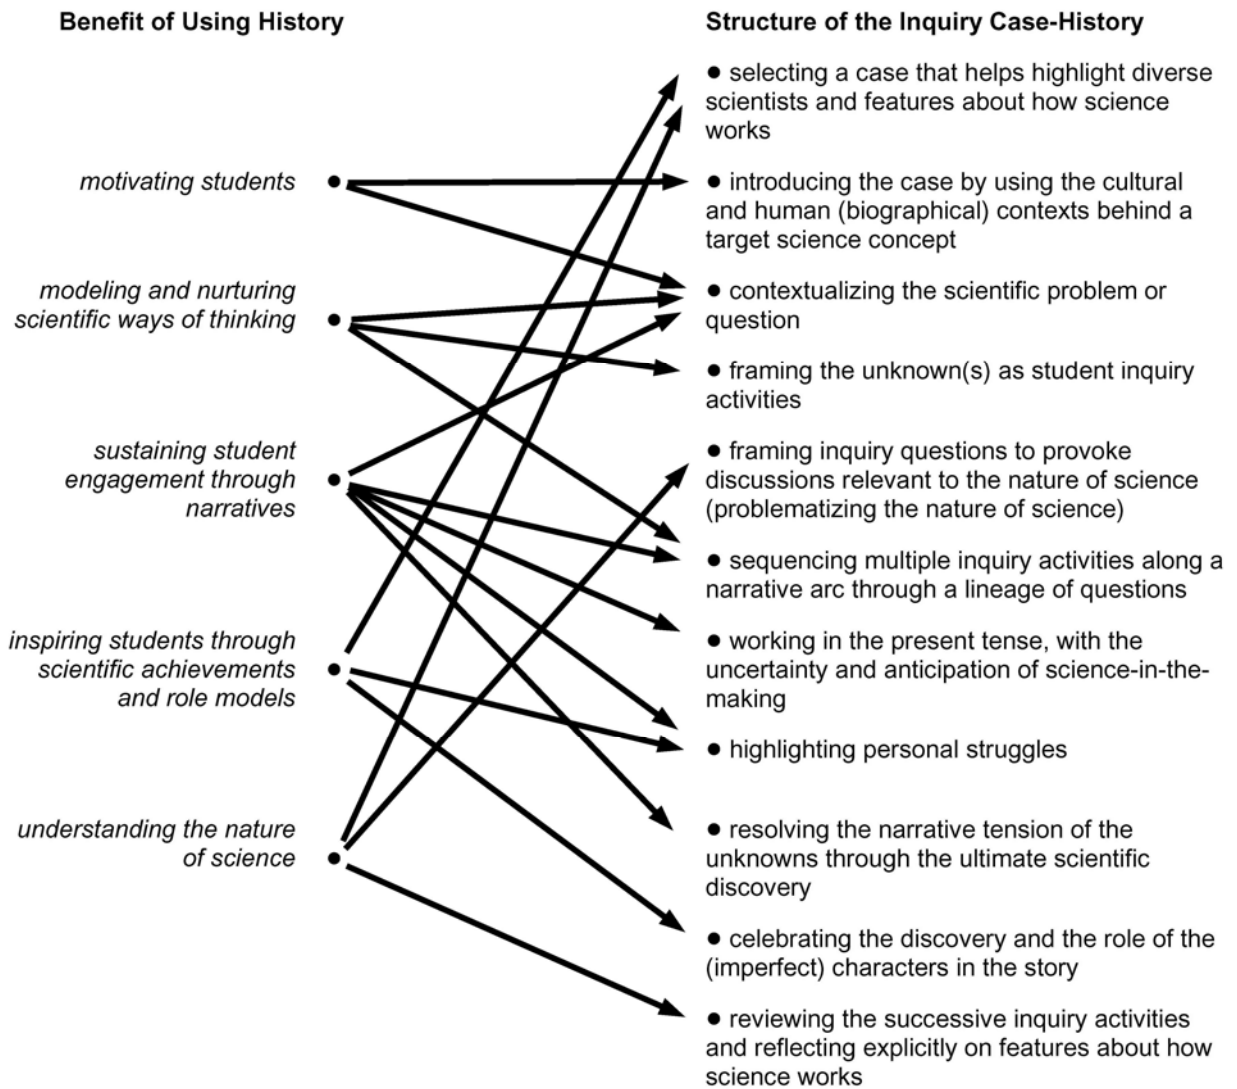 Benefit of Using History
motivating students
modeling and nurturing
scientific ways of thinking
sustaining student
engagement through
narratives
inspiring students through
scientific achievements
and role models
understanding the nature
of science
Structure of the Inquiry Case-History
● selecting a case that helps highlight diverse
scientists and features about how science
works
● introducing the case by using the cultural
and human (biographical) contexts behind a
target science concept
● contextualizing the scientific problem or
question
● framing the unknown(s) as student inquiry
activities
● framing inquiry questions to provoke
discussions relevant to the nature of science
(problematizing the nature of science)
● sequencing multiple inquiry activities along a
narrative arc through a lineage of questions
● working in the present tense, with the
uncertainty and anticipation of science-in-the-
making
● highlighting personal struggles
● resolving the narrative tension of the
unknowns through the ultimate scientific
discovery
● celebrating the discovery and the role of the
(imperfect) characters in the story
● reviewing the successive inquiry activities
and reflecting explicitly on features about how
science works